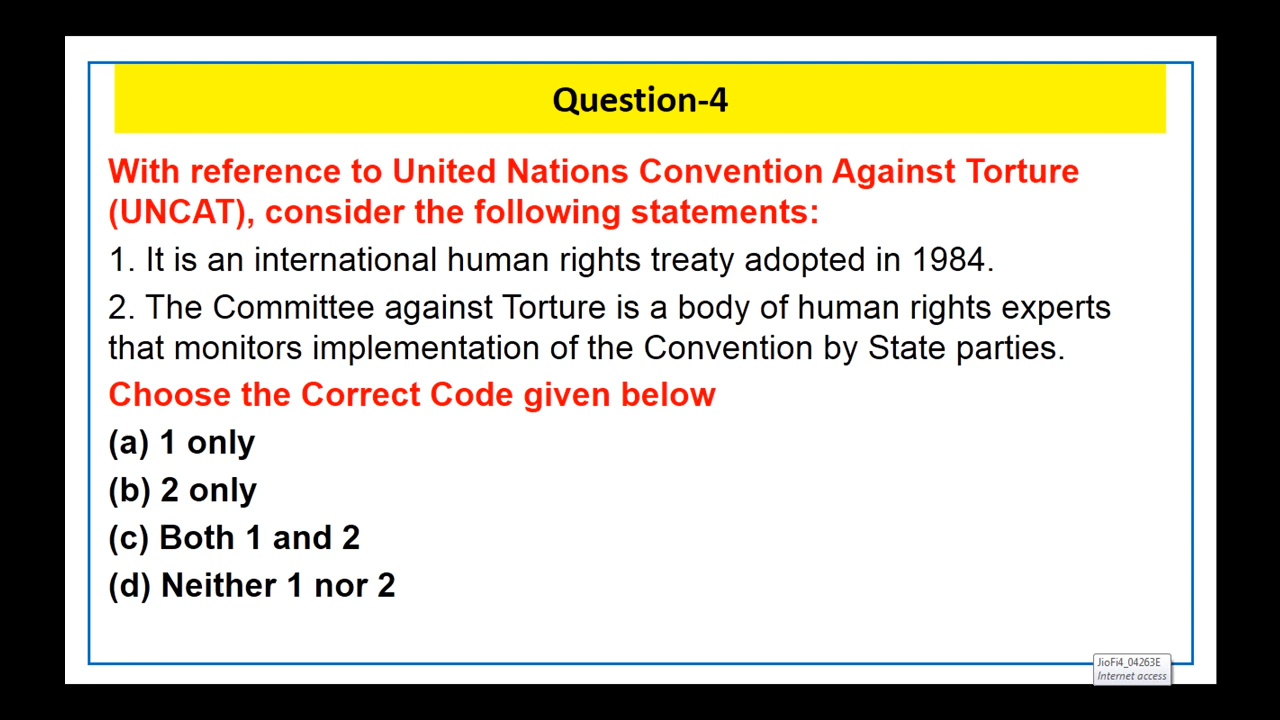 Question-4
With reference to United Nations Convention Against Torture
(UNCAT), consider the following statements:
1. It is an international human rights treaty adopted in 1984.
2. The Committee against Torture is a body of human rights experts
that monitors implementation of the Convention by State parties.
Choose the Correct Code given below
(a) 1 only
(b) 2 only
(c) Both 1 and 2
(d) Neither 1 nor 2
JioFi4_04263E
Internet access